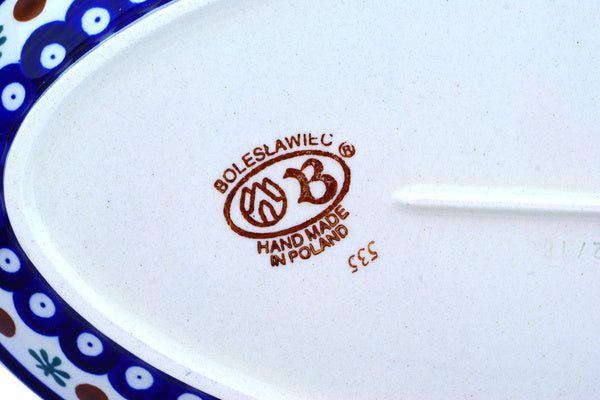 BOLESŁAWIEC ®
B
HAND MADE
IN POLAND
535